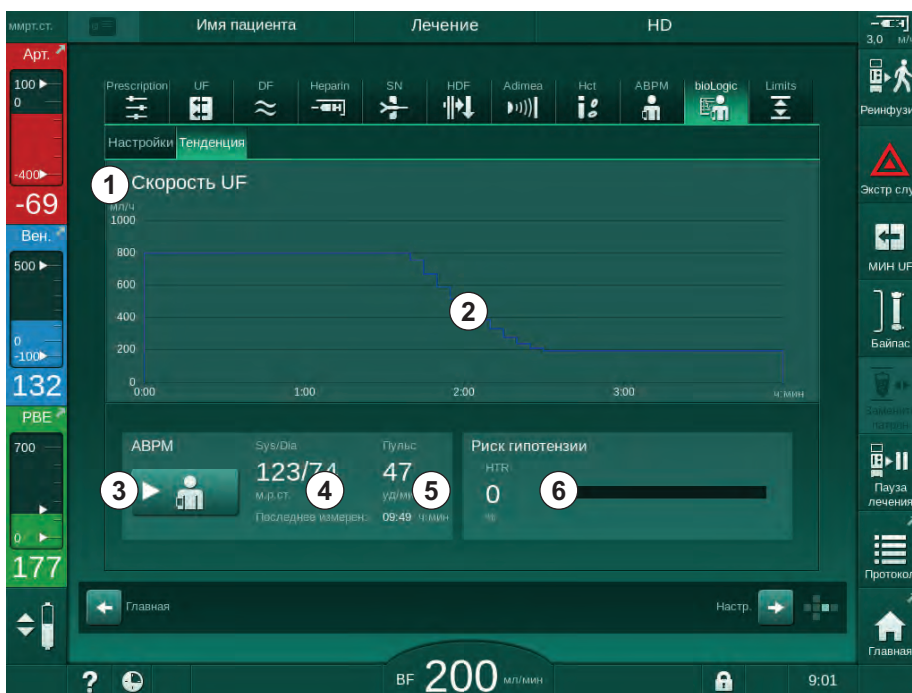 ммрт.ст.
Имя пациента
Лечение
HD
3,0
Арт.
100
0
-400
-69
Вен.
500
0
-100
132
PBE
700
0
177
Prescription
UF
DF
Heparin
SN
HDF
Adimea
Hct
ABPM
bioLogic
Limits
Настройки
Тенденция
1
Скорость UF
мл/ч
1000
800
600
400
200
0
0:00
1:00
2:00
3:00
ч:мин
2
ABPM
Sys/Dia
Пульс
3
123/74
47
м.р.ст.
4
5
Последнее измерен.:
09:49
ч:мин
Риск гипотензии
HTR
0
6
%
Главная
Настр.
?
BF 200 мл/мин
9:01
Реинфузи
Экстр слу
МИН UF
Байпас
Пауза
лечения
Протокол
Главная